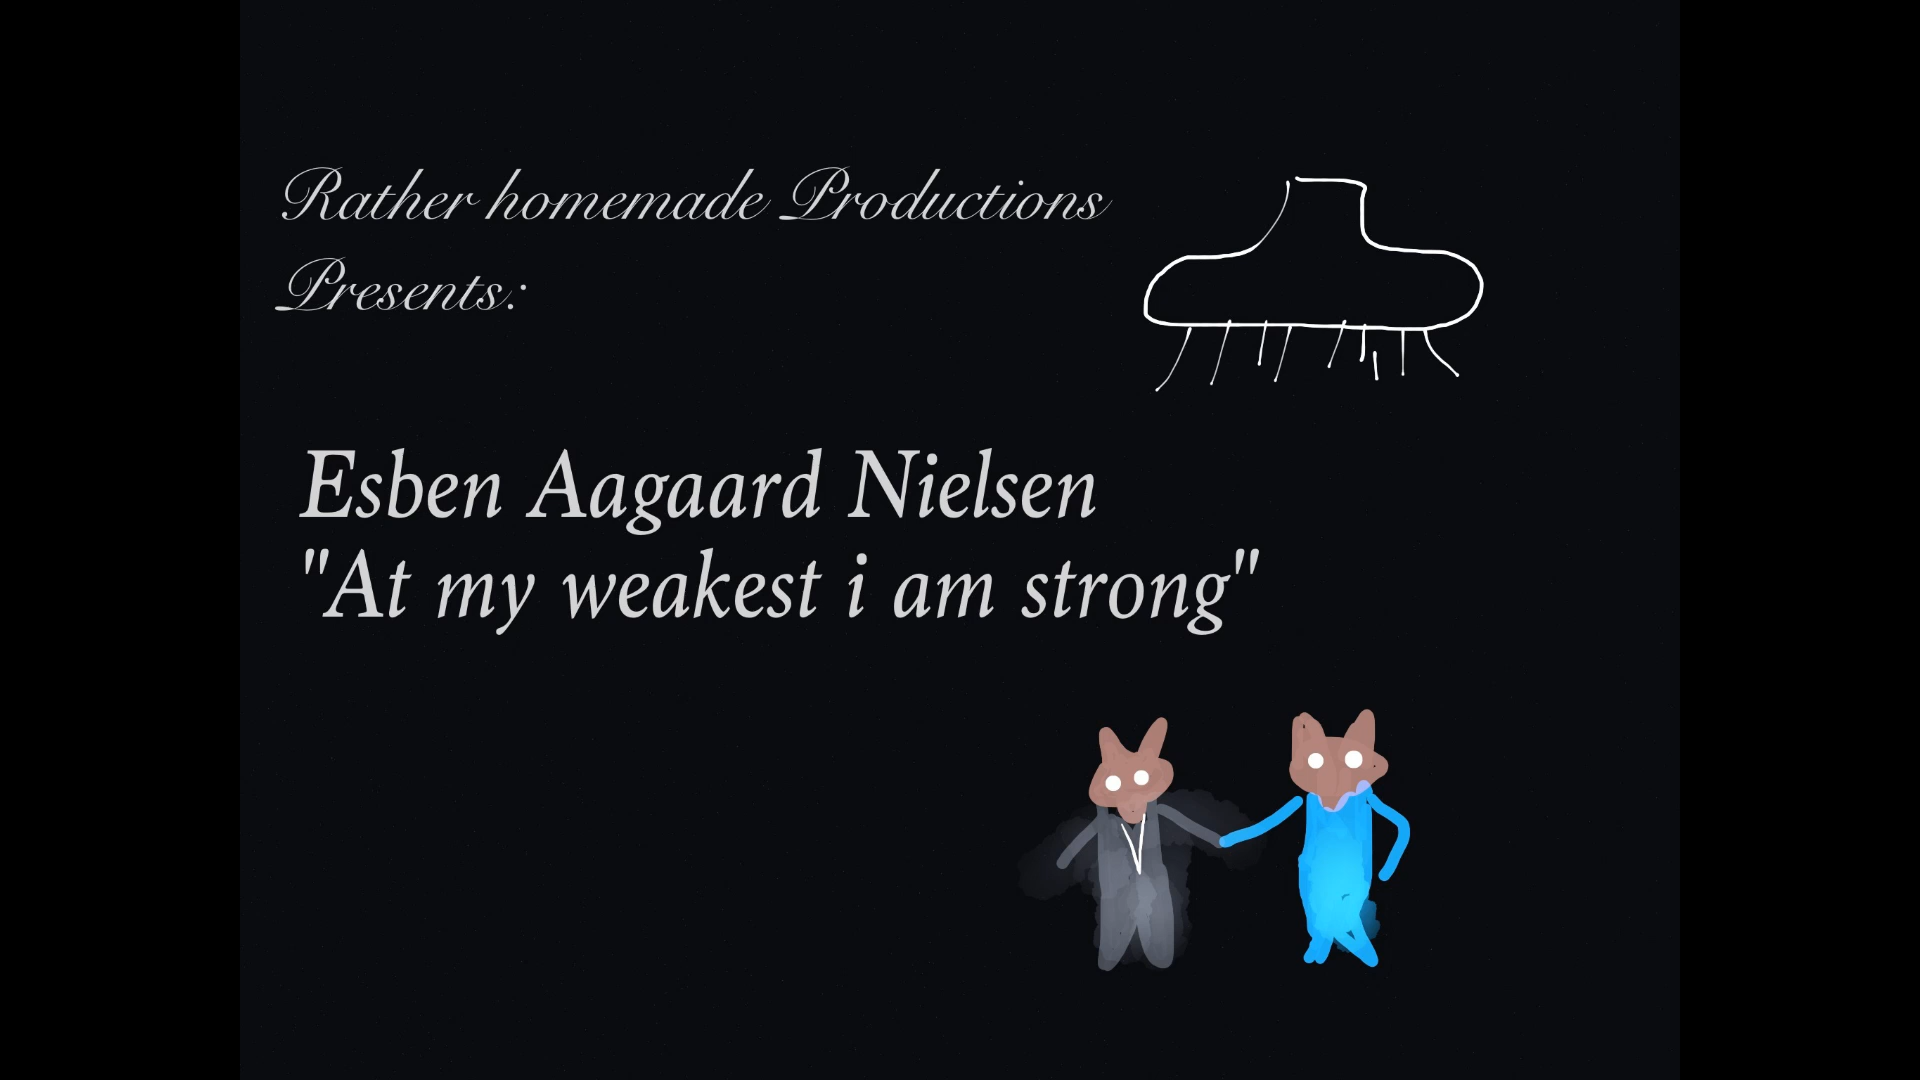 Rather homemade Productions
Presents:
Esben Aagaard Nielsen
"At my weakest i am strong"